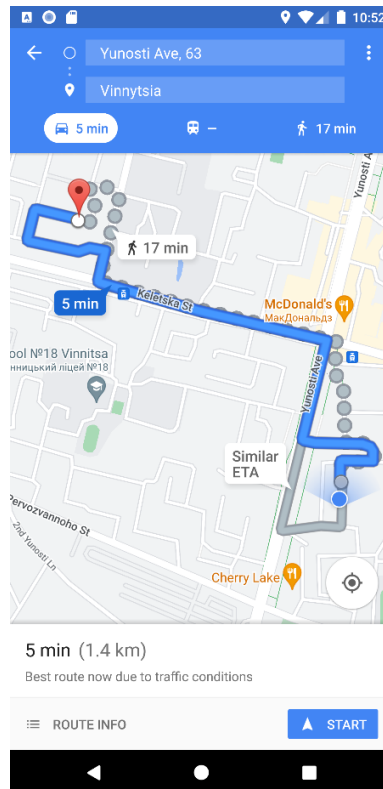 10:52
Yunosti Ave, 63
Vinnytsia
5 min
–
17 min
Yunosti A
17 min
5 min
Keletska St
McDonald's
МакДональдз
ool №18 Vinnitsa
нницький ліцей №18
Yunosti Ave
Similar
ETA
Pervozvannoho St
2nd Yunosti Ln
Cherry Lake
5 min (1.4 km)
Best route now due to traffic conditions
ROUTE INFO
START